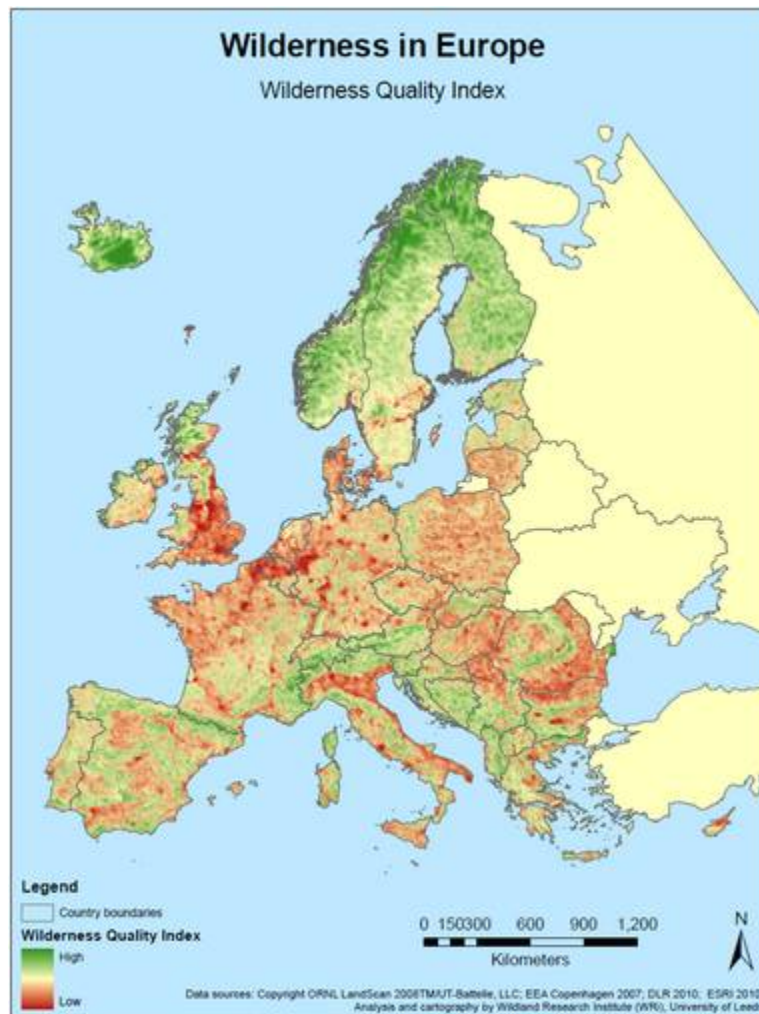 Wilderness in Europe
Wilderness Quality Index
Legend
Country boundaries
Wilderness Quality Index
High
Low
0 150300 600 900 1,200
Kilometers
N
Data sources: Copyright ORNL LandScan 2008TM/UT-Battelle, LLC; EEA Copenhagen 2007; DLR 2010; ESRI 2010
Analysis and cartography by Wildland Research Institute (WRi), University of Leeds